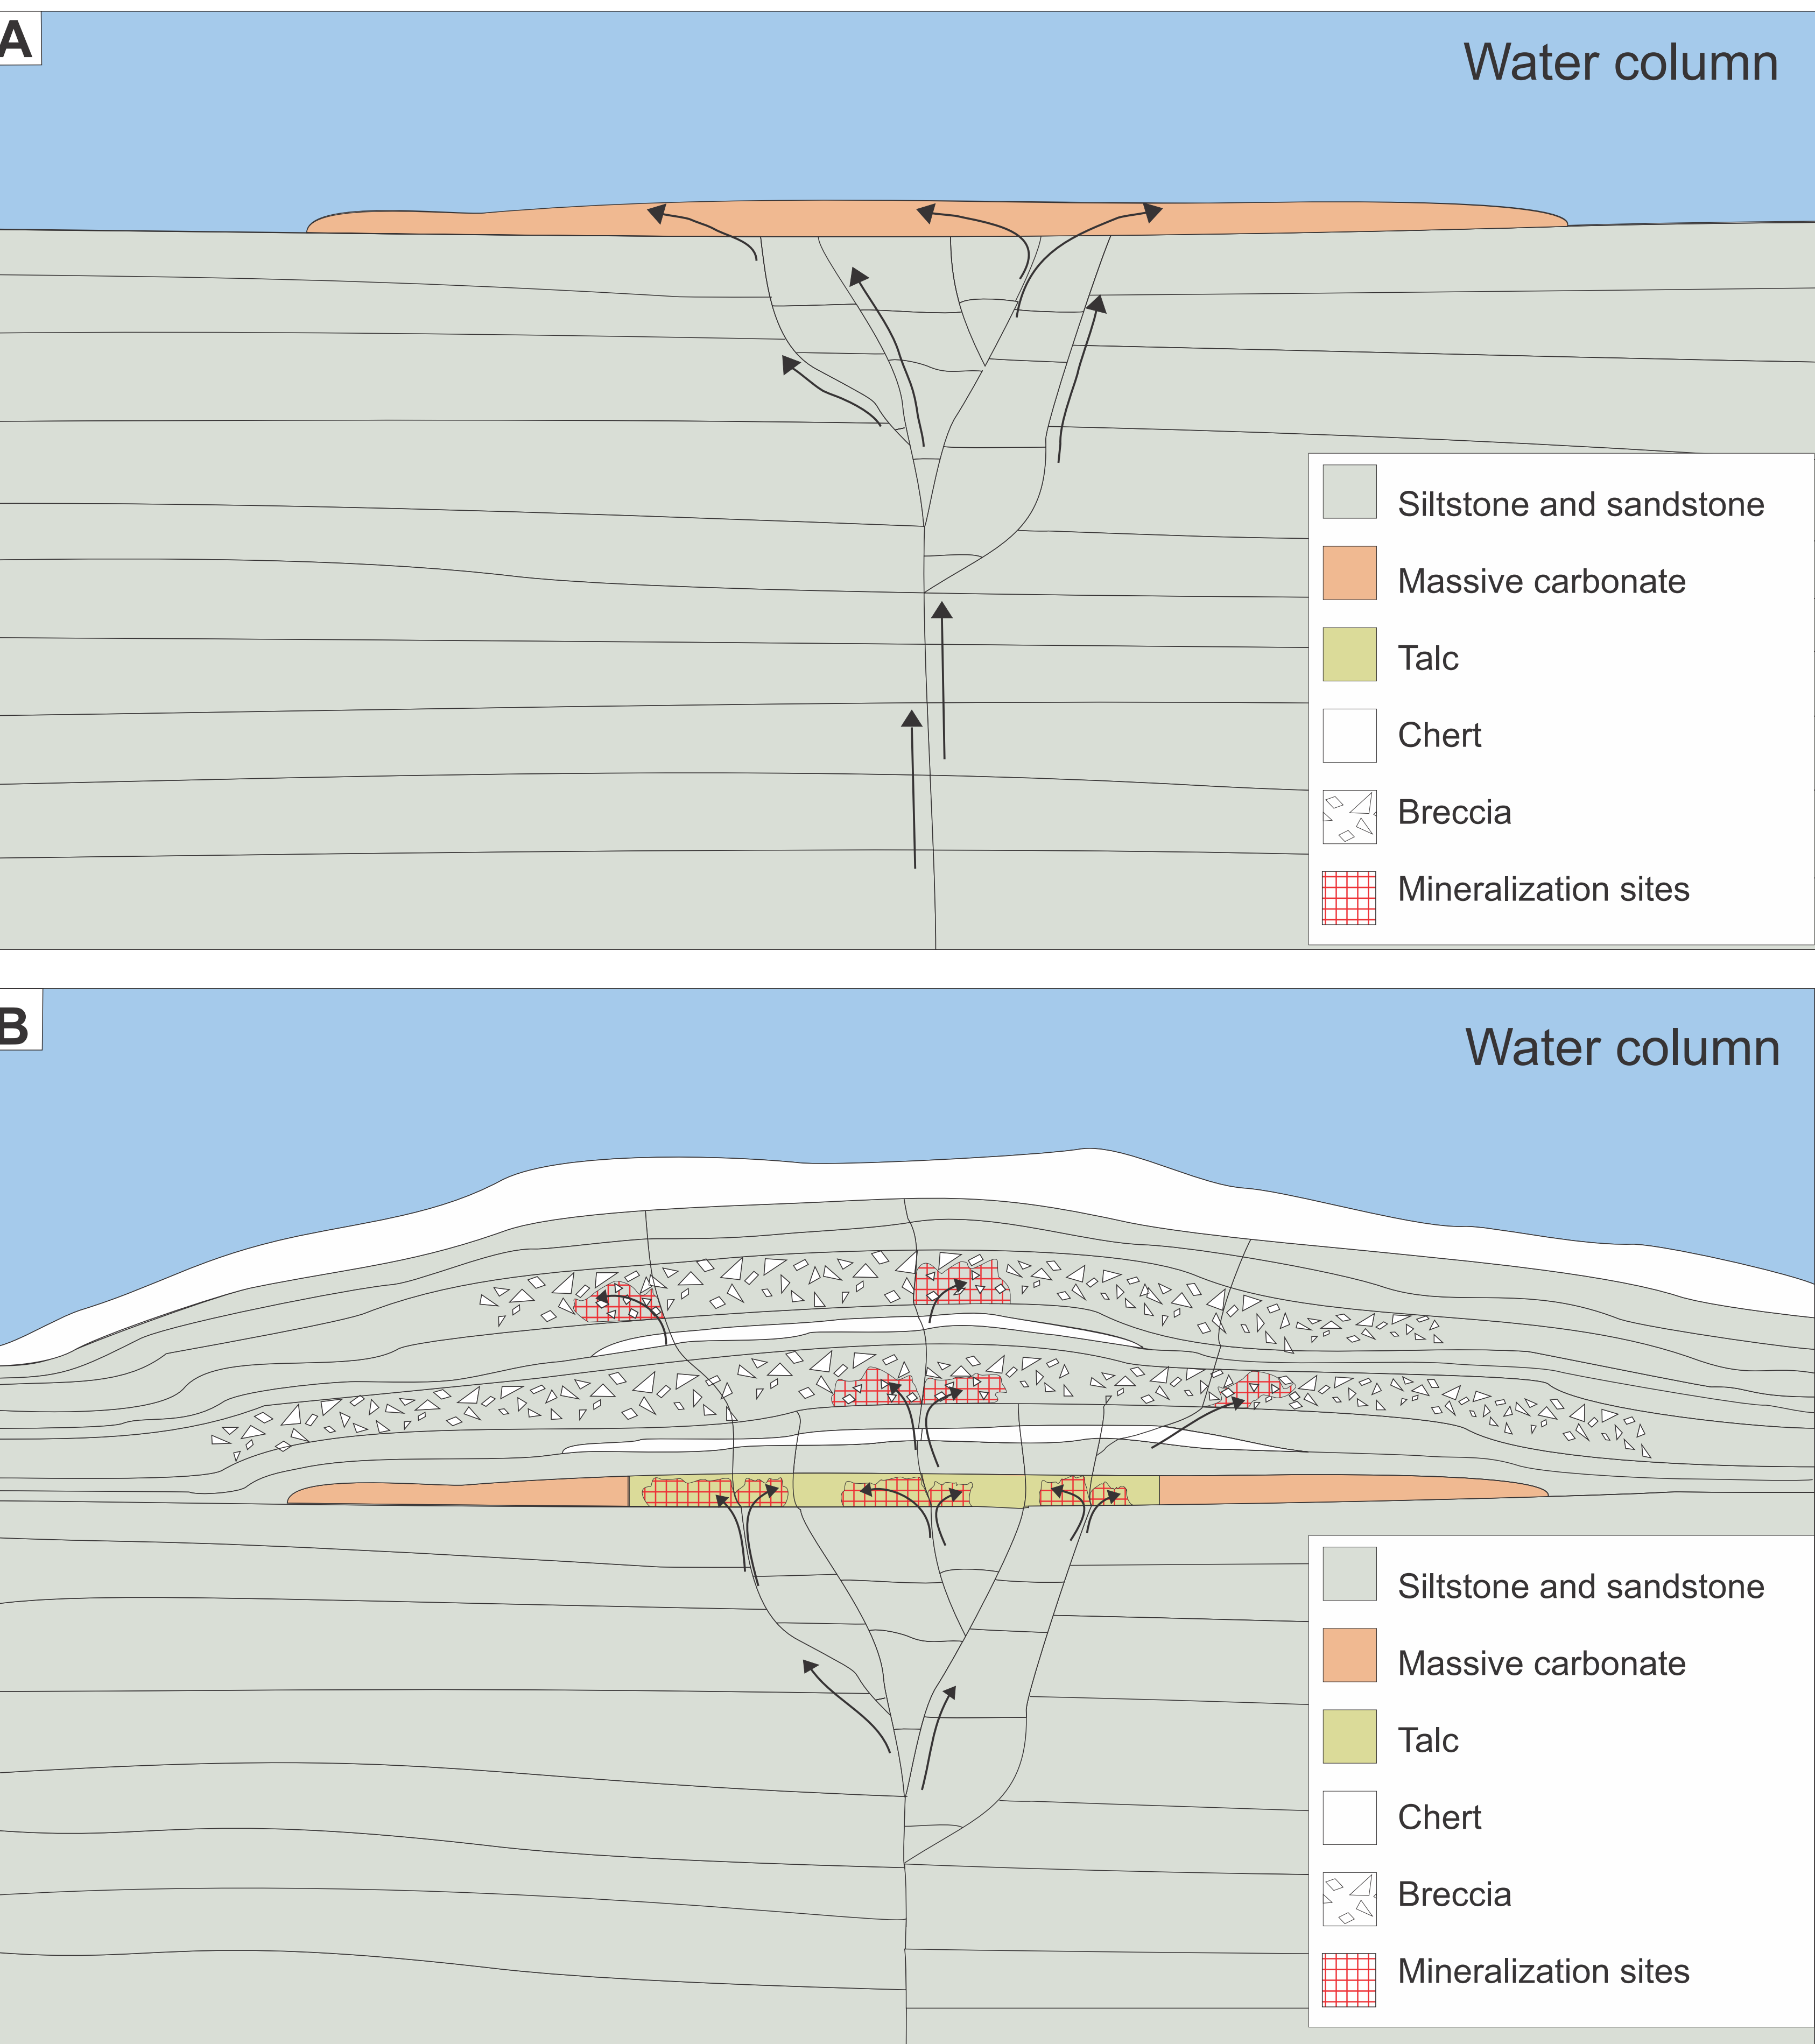 A
Water column
Siltstone and sandstone
Massive carbonate
Talc
Chert
Breccia
Mineralization sites
B
Water column
Siltstone and sandstone
Massive carbonate
Talc
Chert
Breccia
Mineralization sites